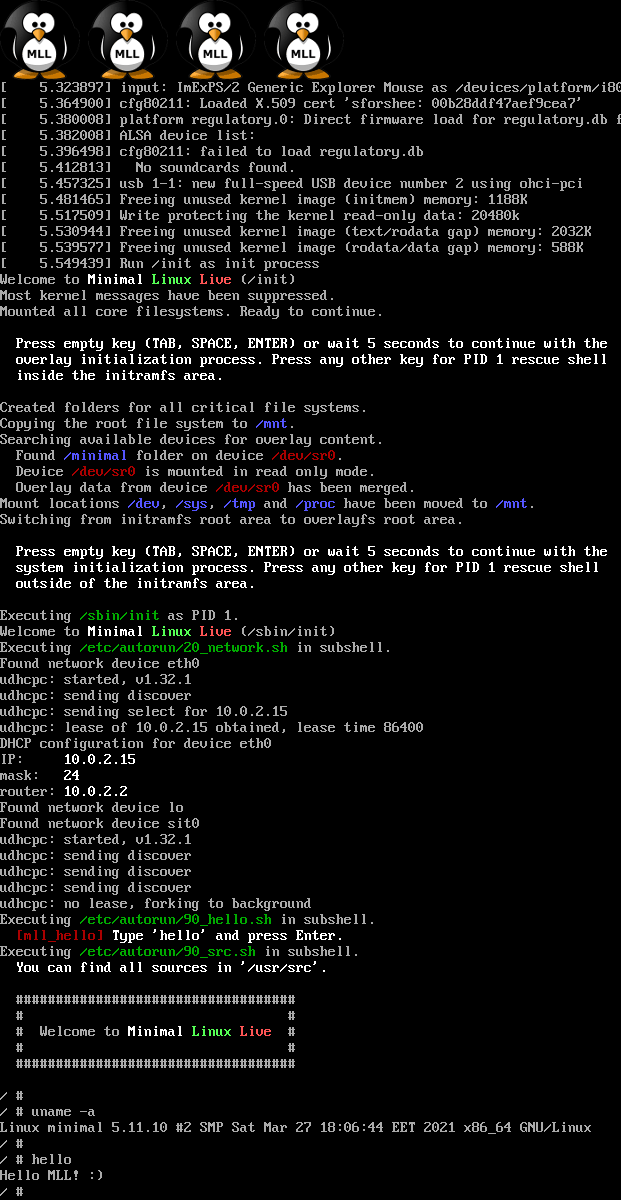 MLL MLL MLL MLL
[    5.323897] input: ImExPS/2 Generic Explorer Mouse as /devices/platform/i80
[    5.364900] cfg80211: Loaded X.509 cert 'sforshee: 00b28ddf47aef9cea7'
[    5.380008] platform regulatory.0: Direct firmware load for regulatory.db f
[    5.382008] ALSA device list:
[    5.396498] cfg80211: failed to load regulatory.db
[    5.412813]   No soundcards found.
[    5.457325] usb 1-1: new full-speed USB device number 2 using ohci-pci
[    5.481465] Freeing unused kernel image (initmem) memory: 1188K
[    5.517509] Write protecting the kernel read-only data: 20480k
[    5.530944] Freeing unused kernel image (text/rodata gap) memory: 2032K
[    5.539577] Freeing unused kernel image (rodata/data gap) memory: 588K
[    5.549439] Run /init as init process
Welcome to Minimal Linux Live (/init)
Most kernel messages have been suppressed.
Mounted all core filesystems. Ready to continue.
  Press empty key (TAB, SPACE, ENTER) or wait 5 seconds to continue with the
  overlay initialization process. Press any other key for PID 1 rescue shell
  inside the initramfs area.
Created folders for all critical file systems.
Copying the root file system to /mnt.
Searching available devices for overlay content.
  Found /minimal folder on device /dev/sr0.
  Device /dev/sr0 is mounted in read only mode.
  Overlay data from device /dev/sr0 has been merged.
Mount locations /dev, /sys, /tmp and /proc have been moved to /mnt.
Switching from initramfs root area to overlayfs root area.
  Press empty key (TAB, SPACE, ENTER) or wait 5 seconds to continue with the
  system initialization process. Press any other key for PID 1 rescue shell
  outside of the initramfs area.
Executing /sbin/init as PID 1.
Welcome to Minimal Linux Live (/sbin/init)
Executing /etc/autorun/20_network.sh in subshell.
Found network device eth0
udhcpc: started, v1.32.1
udhcpc: sending discover
udhcpc: sending select for 10.0.2.15
udhcpc: lease of 10.0.2.15 obtained, lease time 86400
DHCP configuration for device eth0
IP:     10.0.2.15
mask:   24
router: 10.0.2.2
Found network device lo
Found network device sit0
udhcpc: started, v1.32.1
udhcpc: sending discover
udhcpc: sending discover
udhcpc: sending discover
udhcpc: no lease, forking to background
Executing /etc/autorun/90_hello.sh in subshell.
  [mll_hello] Type 'hello' and press Enter.
Executing /etc/autorun/90_src.sh in subshell.
  You can find all sources in '/usr/src'.
  ###################################
  #                                 #
  #  Welcome to Minimal Linux Live  #
  #                                 #
  ###################################
/ #
/ # uname -a
Linux minimal 5.11.10 #2 SMP Sat Mar 27 18:06:44 EET 2021 x86_64 GNU/Linux
/ #
/ # hello
Hello MLL! :)
/ #